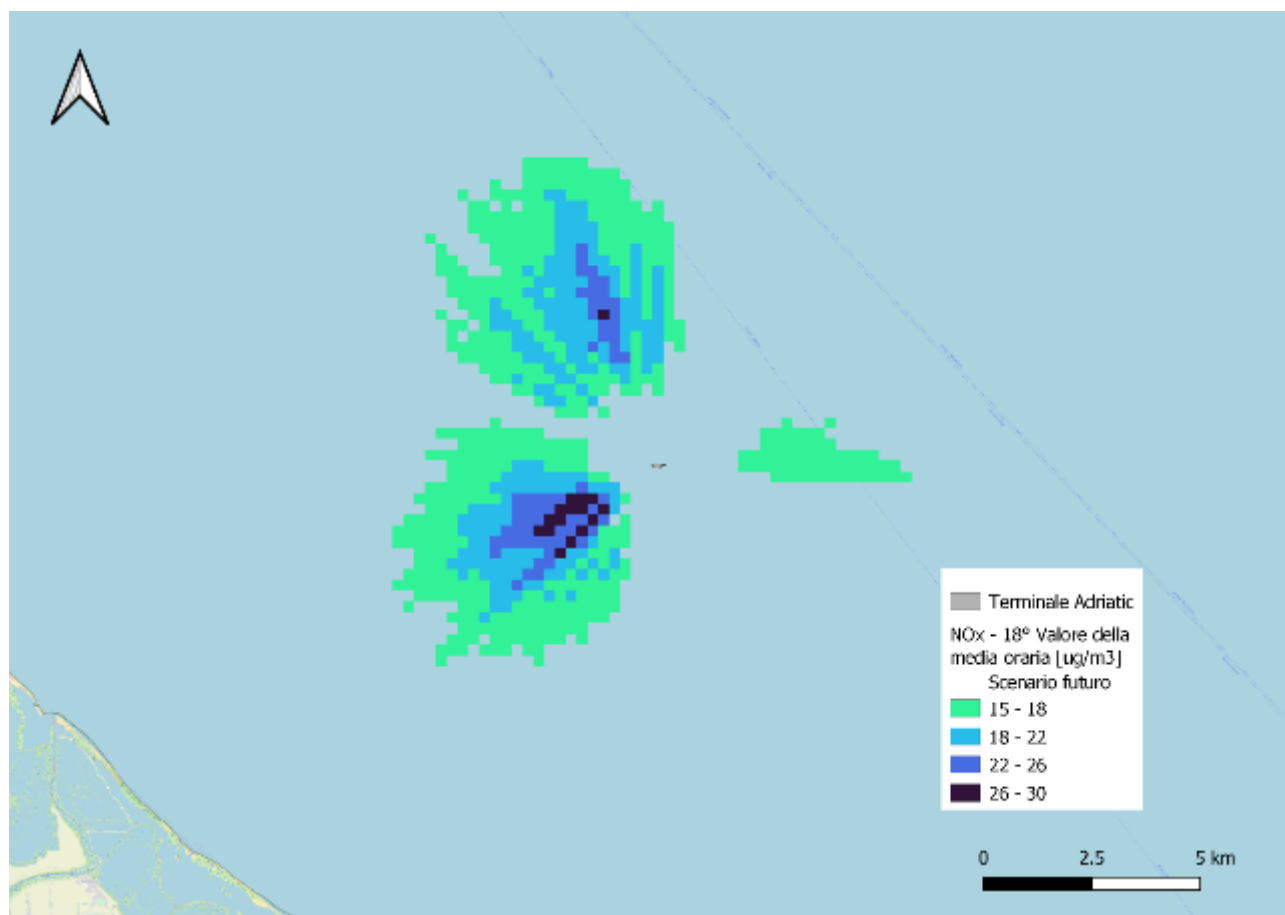 Terminale Adriatic
NOx - 18° Valore della
media oraria [ug/m3]
Scenario futuro
15 - 18
18 - 22
22 - 26
26 - 30
0 2.5 5 km